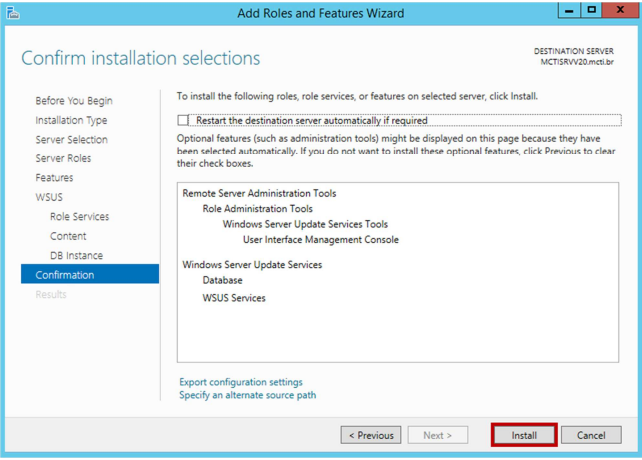 Add Roles and Features Wizard
Confirm installation selections
DESTINATION SERVER
MCTISRVV20.mcti.br
Before You Begin
Installation Type
Server Selection
Server Roles
Features
WSUS
Role Services
Content
DB Instance
Confirmation
Results
To install the following roles, role services, or features on selected server, click Install.
Restart the destination server automatically if required
Optional features (such as administration tools) might be displayed on this page because they have
been selected automatically. If you do not want to install these optional features, click Previous to clear
their check boxes.
Remote Server Administration Tools
Role Administration Tools
Windows Server Update Services Tools
User Interface Management Console
Windows Server Update Services
Database
WSUS Services
Export configuration settings
Specify an alternate source path
< Previous
Next >
Install
Cancel